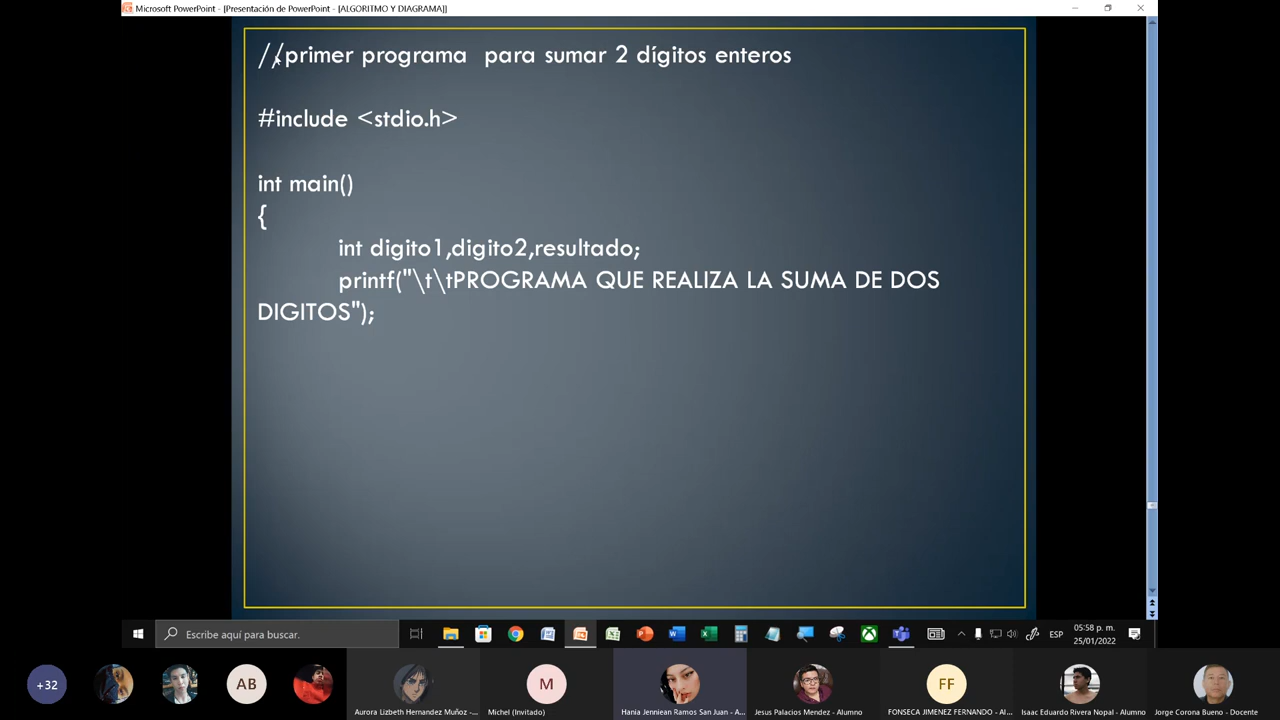 Microsoft PowerPoint - [Presentación de PowerPoint - [ALGORITMO Y DIAGRAMA]]
//primer programa  para sumar 2 dígitos enteros
#include <stdio.h>
int main()
{
int digito1,digito2,resultado;
printf("\t\tPROGRAMA QUE REALIZA LA SUMA DE DOS
DIGITOS");
Escribe aquí para buscar.
ESP
05:58 p. m.
25/01/2022
+32
AB
M
FF
Aurora Lizbeth Hernandez Muñoz -...
Michel (Invitado)
Hania Jenniean Ramos San Juan - A...
Jesus Palacios Mendez - Alumno
FONSECA JIMENEZ FERNANDO - Al...
Isaac Eduardo Rivera Nopal - Alumno
Jorge Corona Bueno - Docente